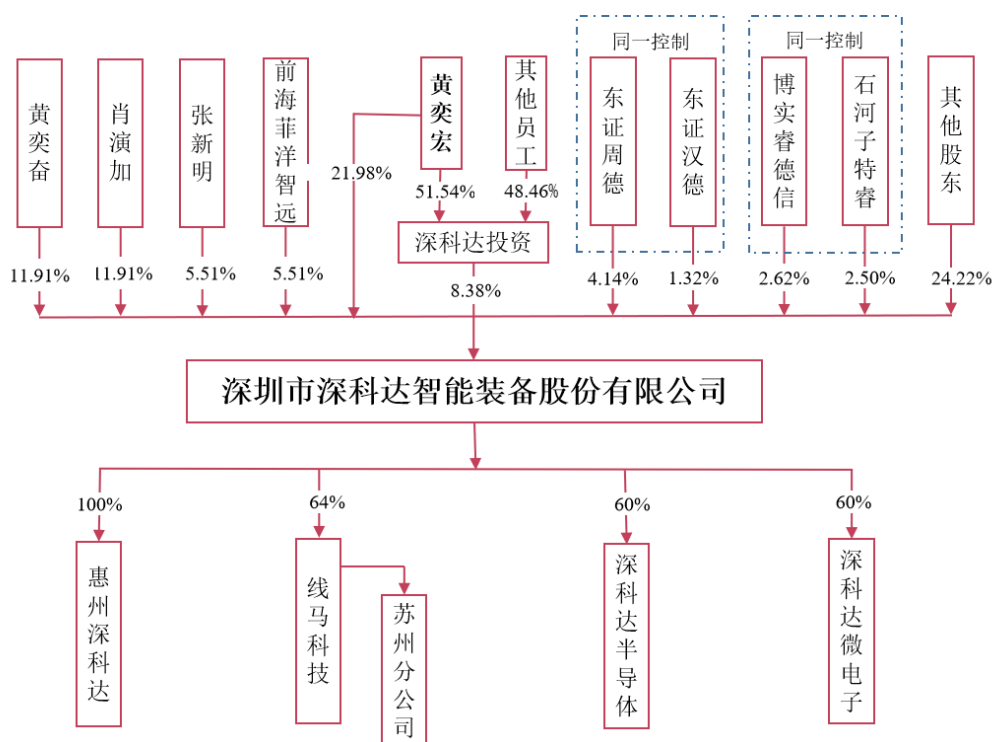 同一控制
同一控制
黄奕奋
肖演加
张新明
前海菲洋智远
黄奕宏
其他员工
东证周德
东证汉德
博实睿德信
石河子特睿
其他股东
21.98%
51.54%
48.46%
深科达投资
11.91%
11.91%
5.51%
5.51%
8.38%
4.14%
1.32%
2.62%
2.50%
24.22%
深圳市深科达智能装备股份有限公司
100%
64%
60%
60%
惠州深科达
线马科技
苏州分公司
深科达半导体
深科达微电子